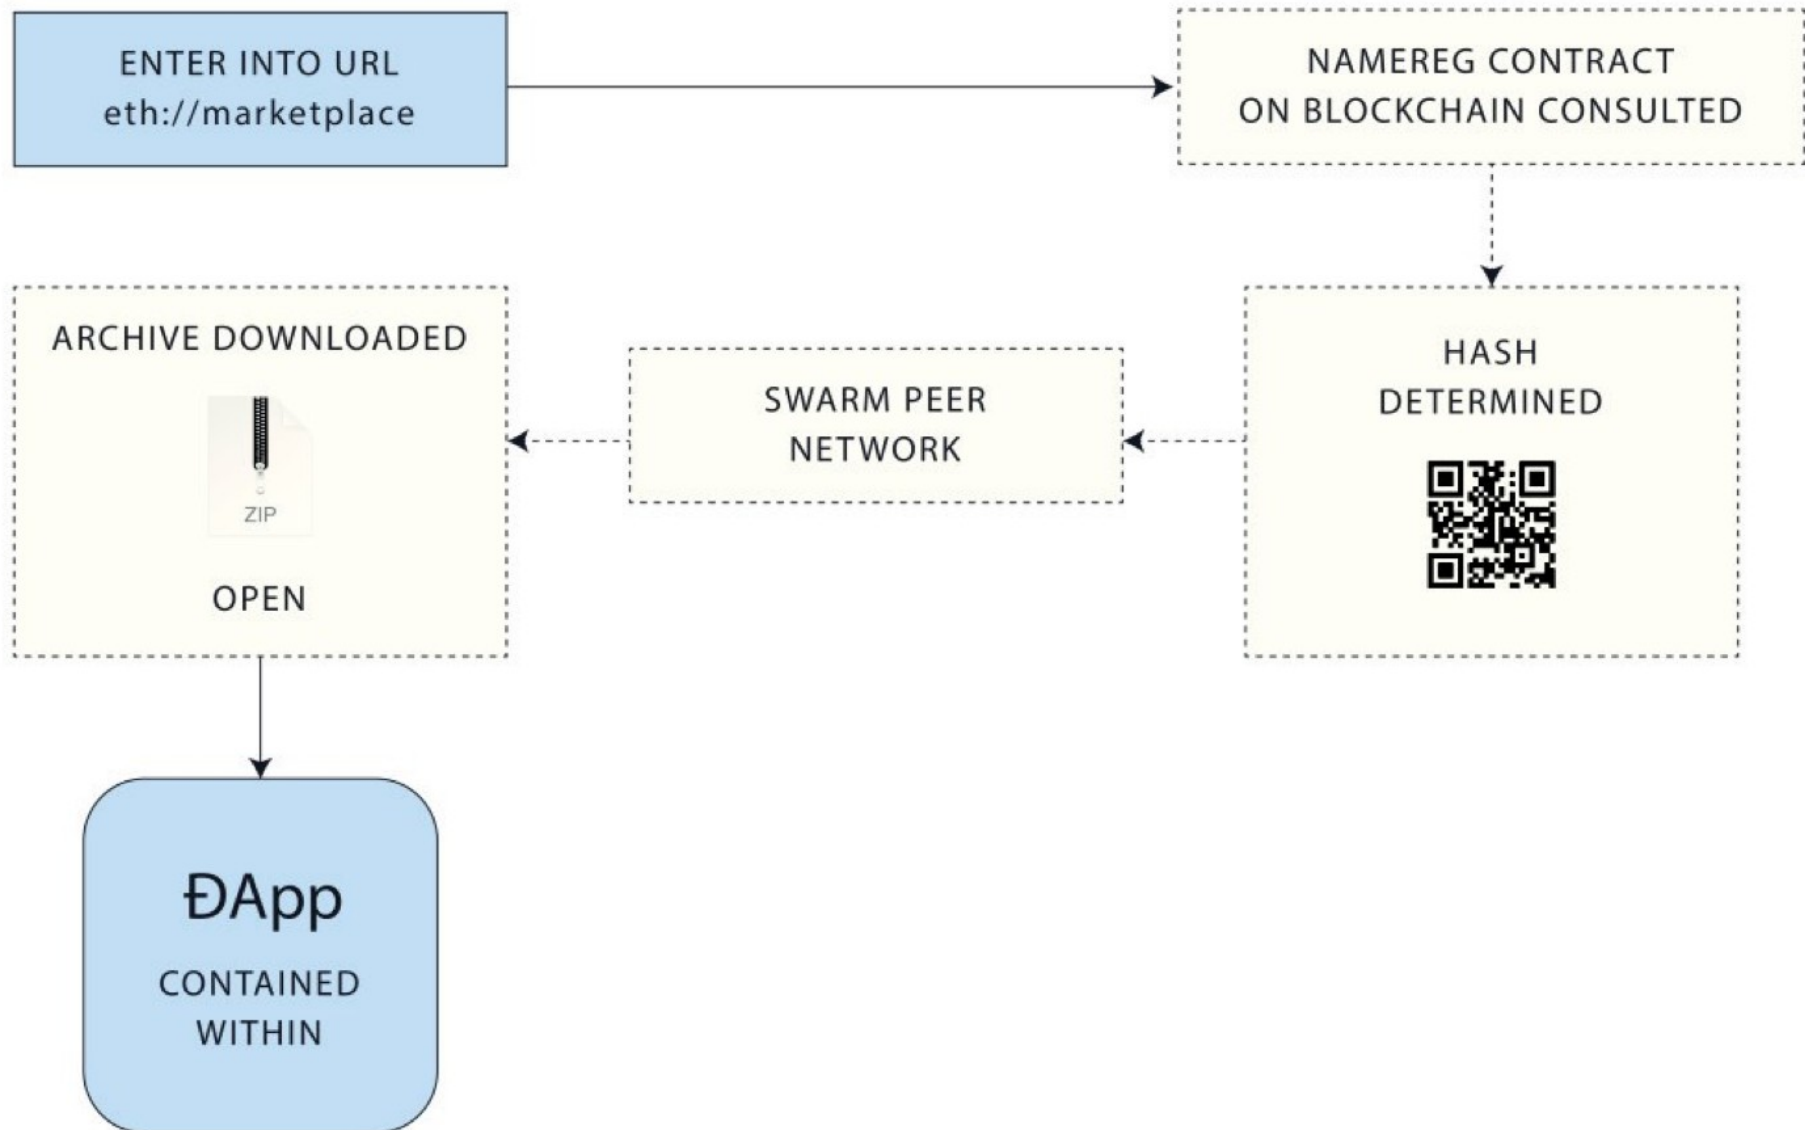 ENTER INTO URL
eth://marketplace
NAMEREG CONTRACT
ON BLOCKCHAIN CONSULTED
HASH
DETERMINED
SWARM PEER
NETWORK
ARCHIVE DOWNLOADED
ZIP
OPEN
ÐApp
CONTAINED
WITHIN